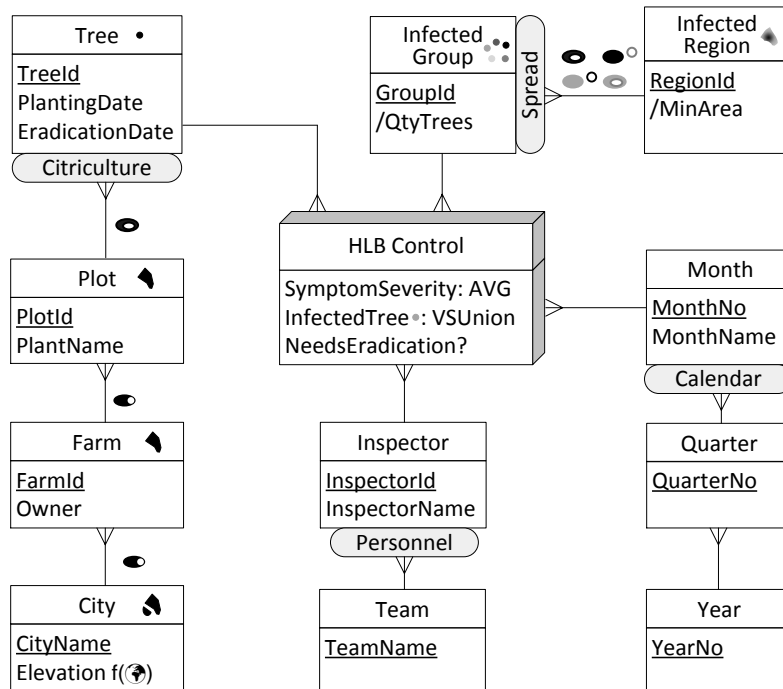 Tree
TreeId
PlantingDate
EradicationDate
Citriculture
Plot
PlotId
PlantName
Farm
FarmId
Owner
City
CityName
Elevation f( )
Infected
Group
GroupId
/QtyTrees
Spread
Infected
Region
RegionId
/MinArea
HLB Control
SymptomSeverity: AVG
InfectedTree : VSUnion
NeedsEradication?
Inspector
InspectorId
InspectorName
Personnel
Team
TeamName
Month
MonthNo
MonthName
Calendar
Quarter
QuarterNo
Year
YearNo